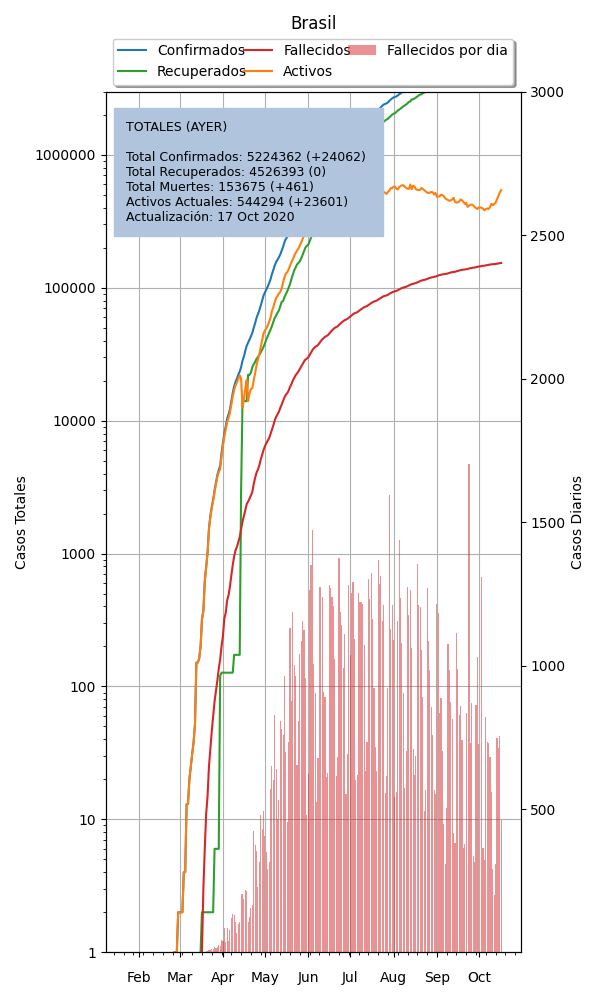 Brasil
Confirmados Fallecidos Fallecidos por dia
Recuperados Activos
TOTALES (AYER)
Total Confirmados: 5224362 (+24062)
Total Recuperados: 4526393 (0)
Total Muertes: 153675 (+461)
Activos Actuales: 544294 (+23601)
Actualización: 17 Oct 2020
Casos Totales
1000000
100000
10000
1000
100
10
1
3000
2500
2000
1500
1000
500
Casos Diarios
Feb Mar Apr May Jun Jul Aug Sep Oct